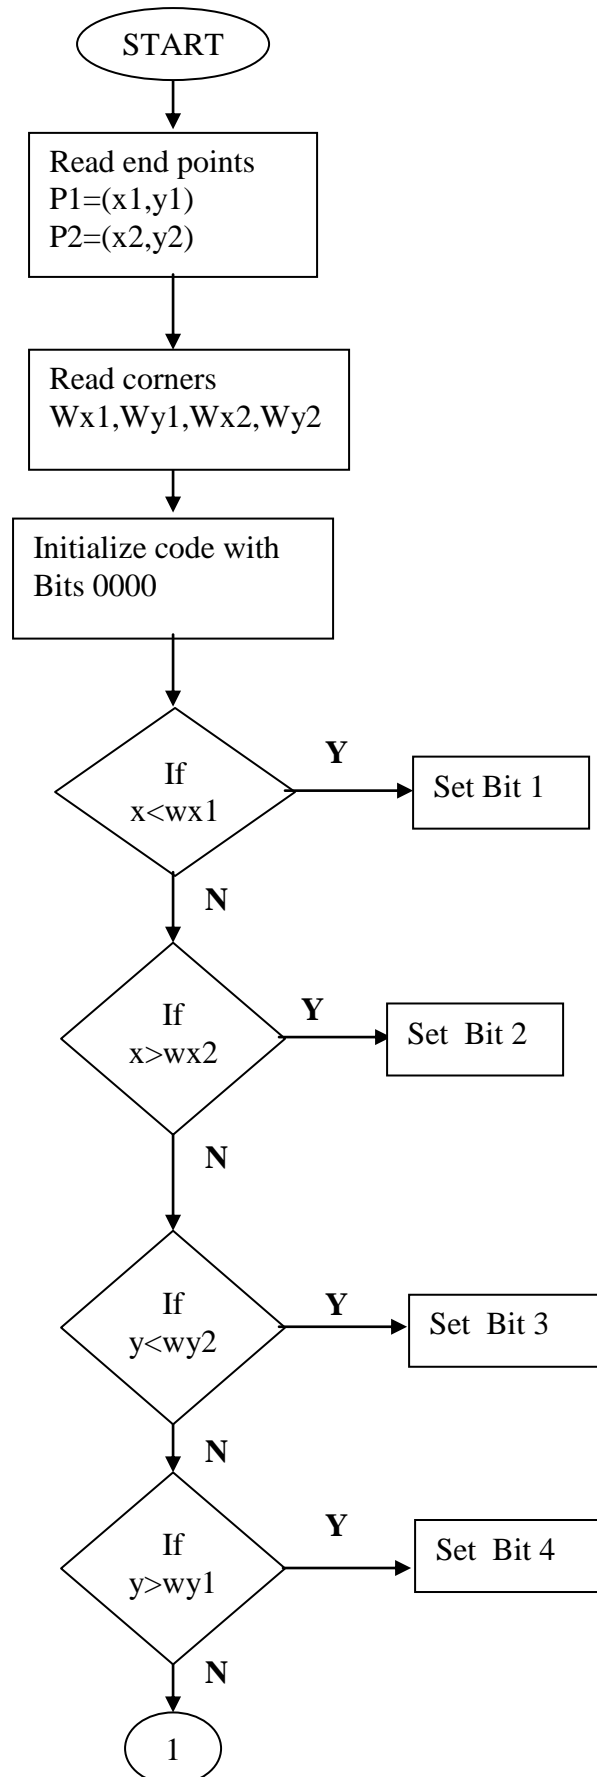 START
Read end points
P1=(x1,y1)
P2=(x2,y2)
Read corners
Wx1,Wy1,Wx2,Wy2
Initialize code with
Bits 0000
If
x<wx1
Y
Set Bit 1
N
If
x>wx2
Y
Set  Bit 2
N
If
y<wy2
Y
Set  Bit 3
N
If
y>wy1
Y
Set  Bit 4
N
1